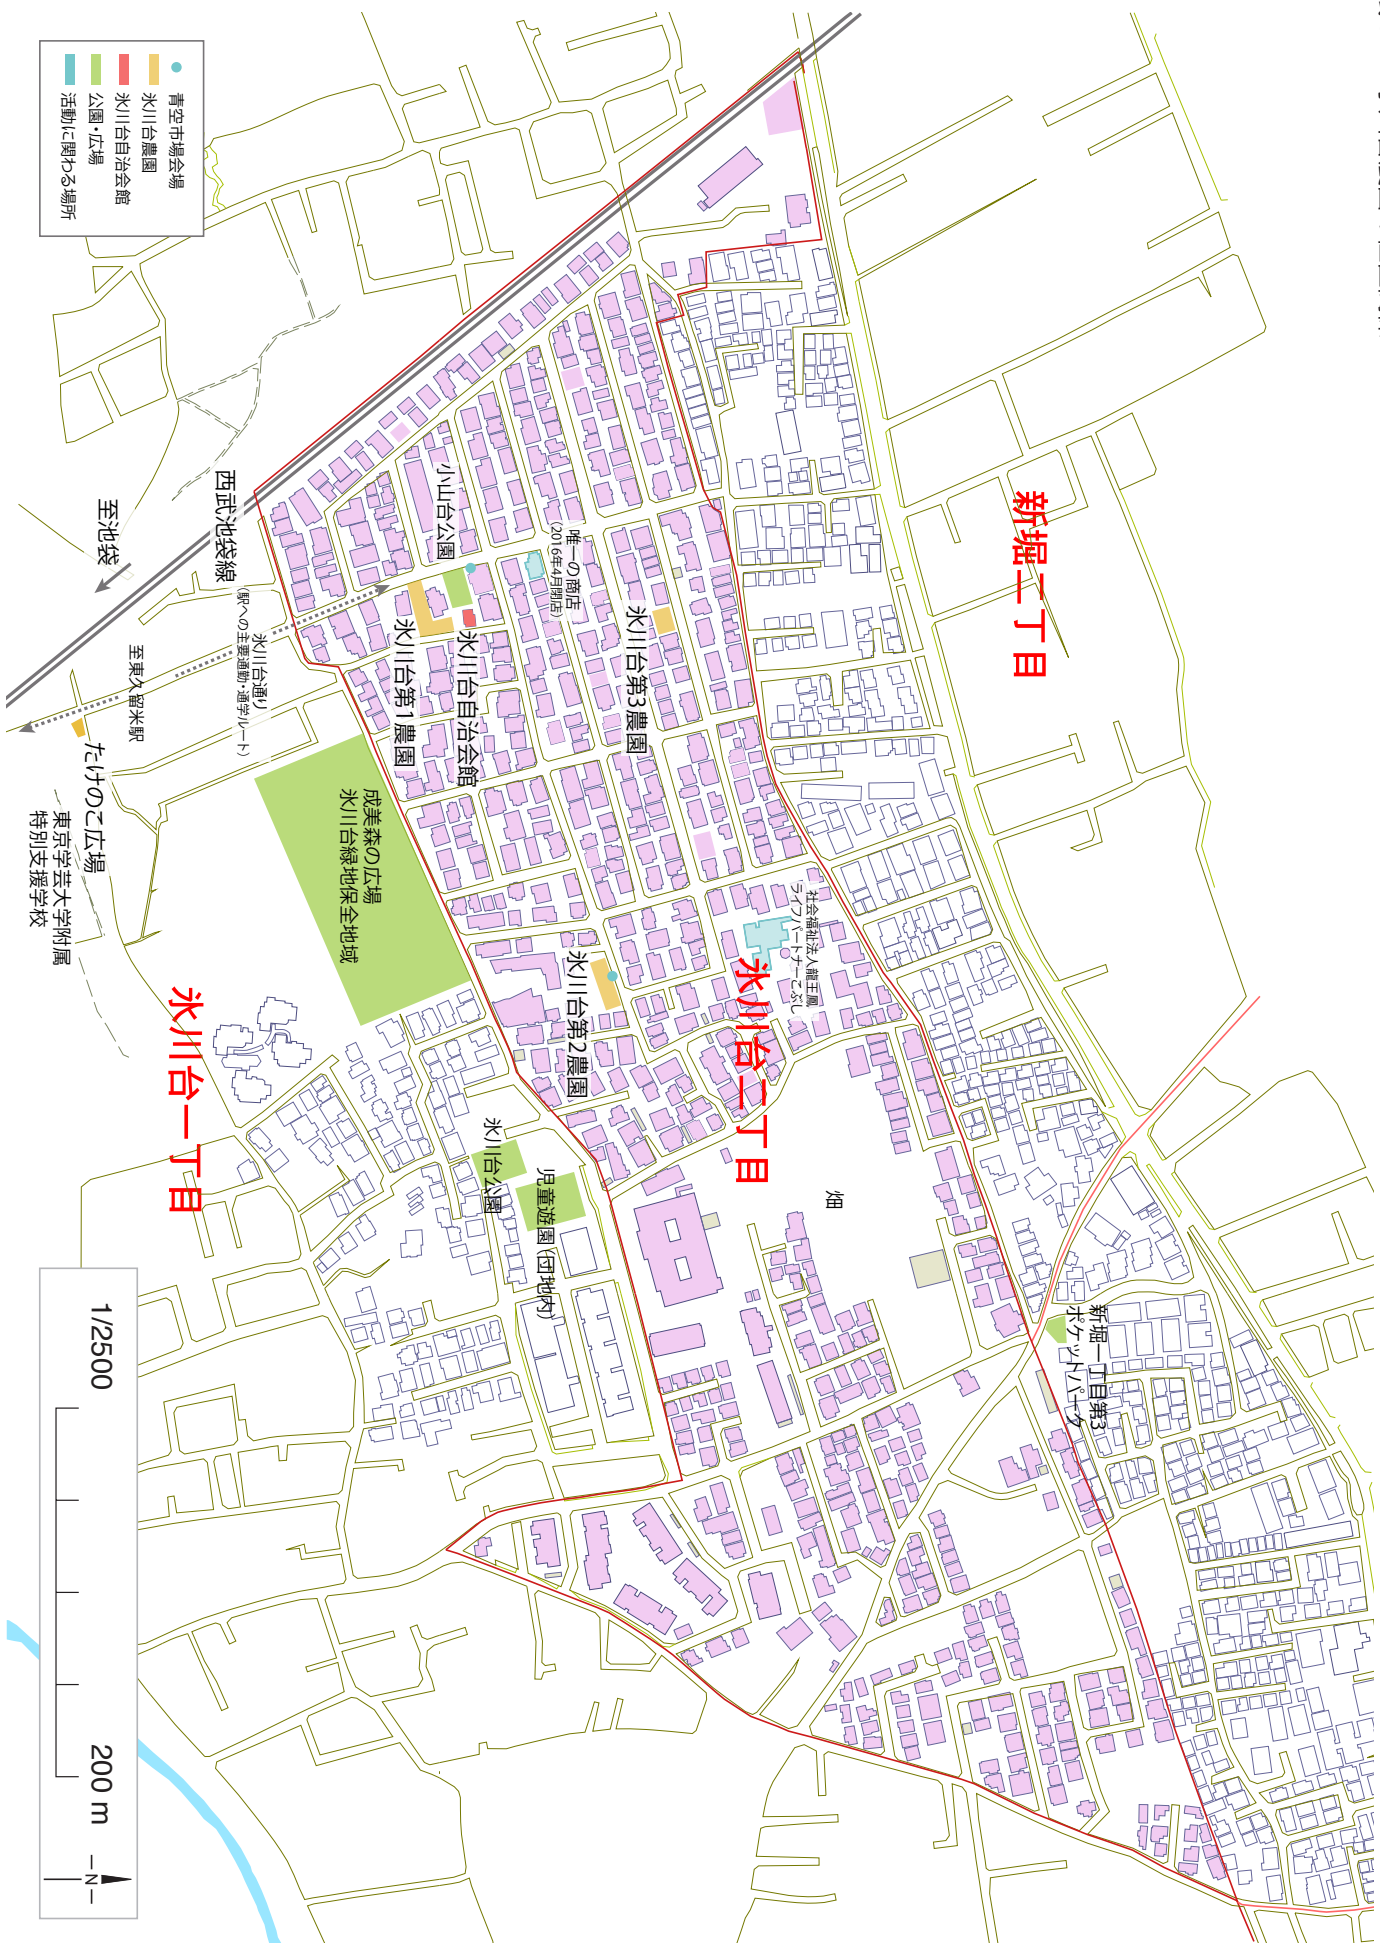 青空市場会場
氷川台農園
氷川台自治会館
公園・広場
活動に関わる場所
新堀二丁目
唯一の商店
(2016年4月閉店)
小山台公園
氷川台第3農園
氷川台自治会館
氷川台第1農園
西武池袋線
至池袋
氷川台通り
(駅への主要通勤・通学ルート)
至東久留米駅
たけのこ広場
東京学芸大学附属
特別支援学校
成美森の広場
氷川台緑地保全地域
社会福祉法人龍王鳳
ライフパートナーこぶし
氷川台二丁目
氷川台第2農園
氷川台一丁目
氷川台公園
児童遊園(団地内)
畑
新堀一丁目第3
ポケットパーク
1/2500
200 m
N